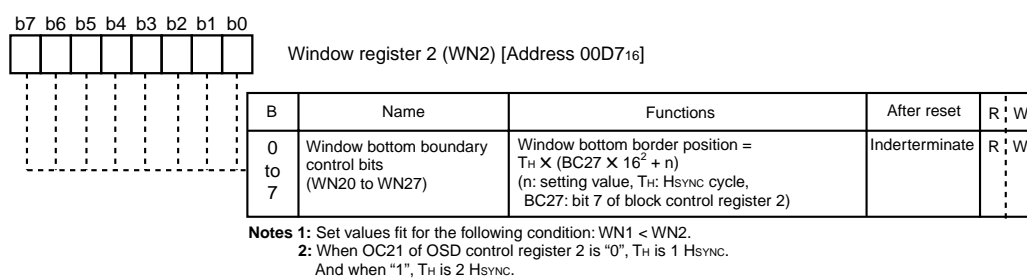 b7 b6 b5 b4 b3 b2 b1 b0
Window register 2 (WN2) [Address 00D7₁₆]
B Name Functions After reset R W
0 to 7
Window bottom boundary
control bits
(WN20 to WN27)
Window bottom border position =
TH X (BC27 X 16² + n)
(n: setting value, TH: HSYNC cycle,
BC27: bit 7 of block control register 2)
Inderterminate R W
Notes 1: Set values fit for the following condition: WN1 < WN2.
2: When OC21 of OSD control register 2 is “0”, TH is 1 HSYNC.
And when “1”, TH is 2 HSYNC.